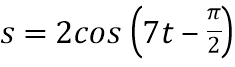 s = 2cos (7t − π/2)